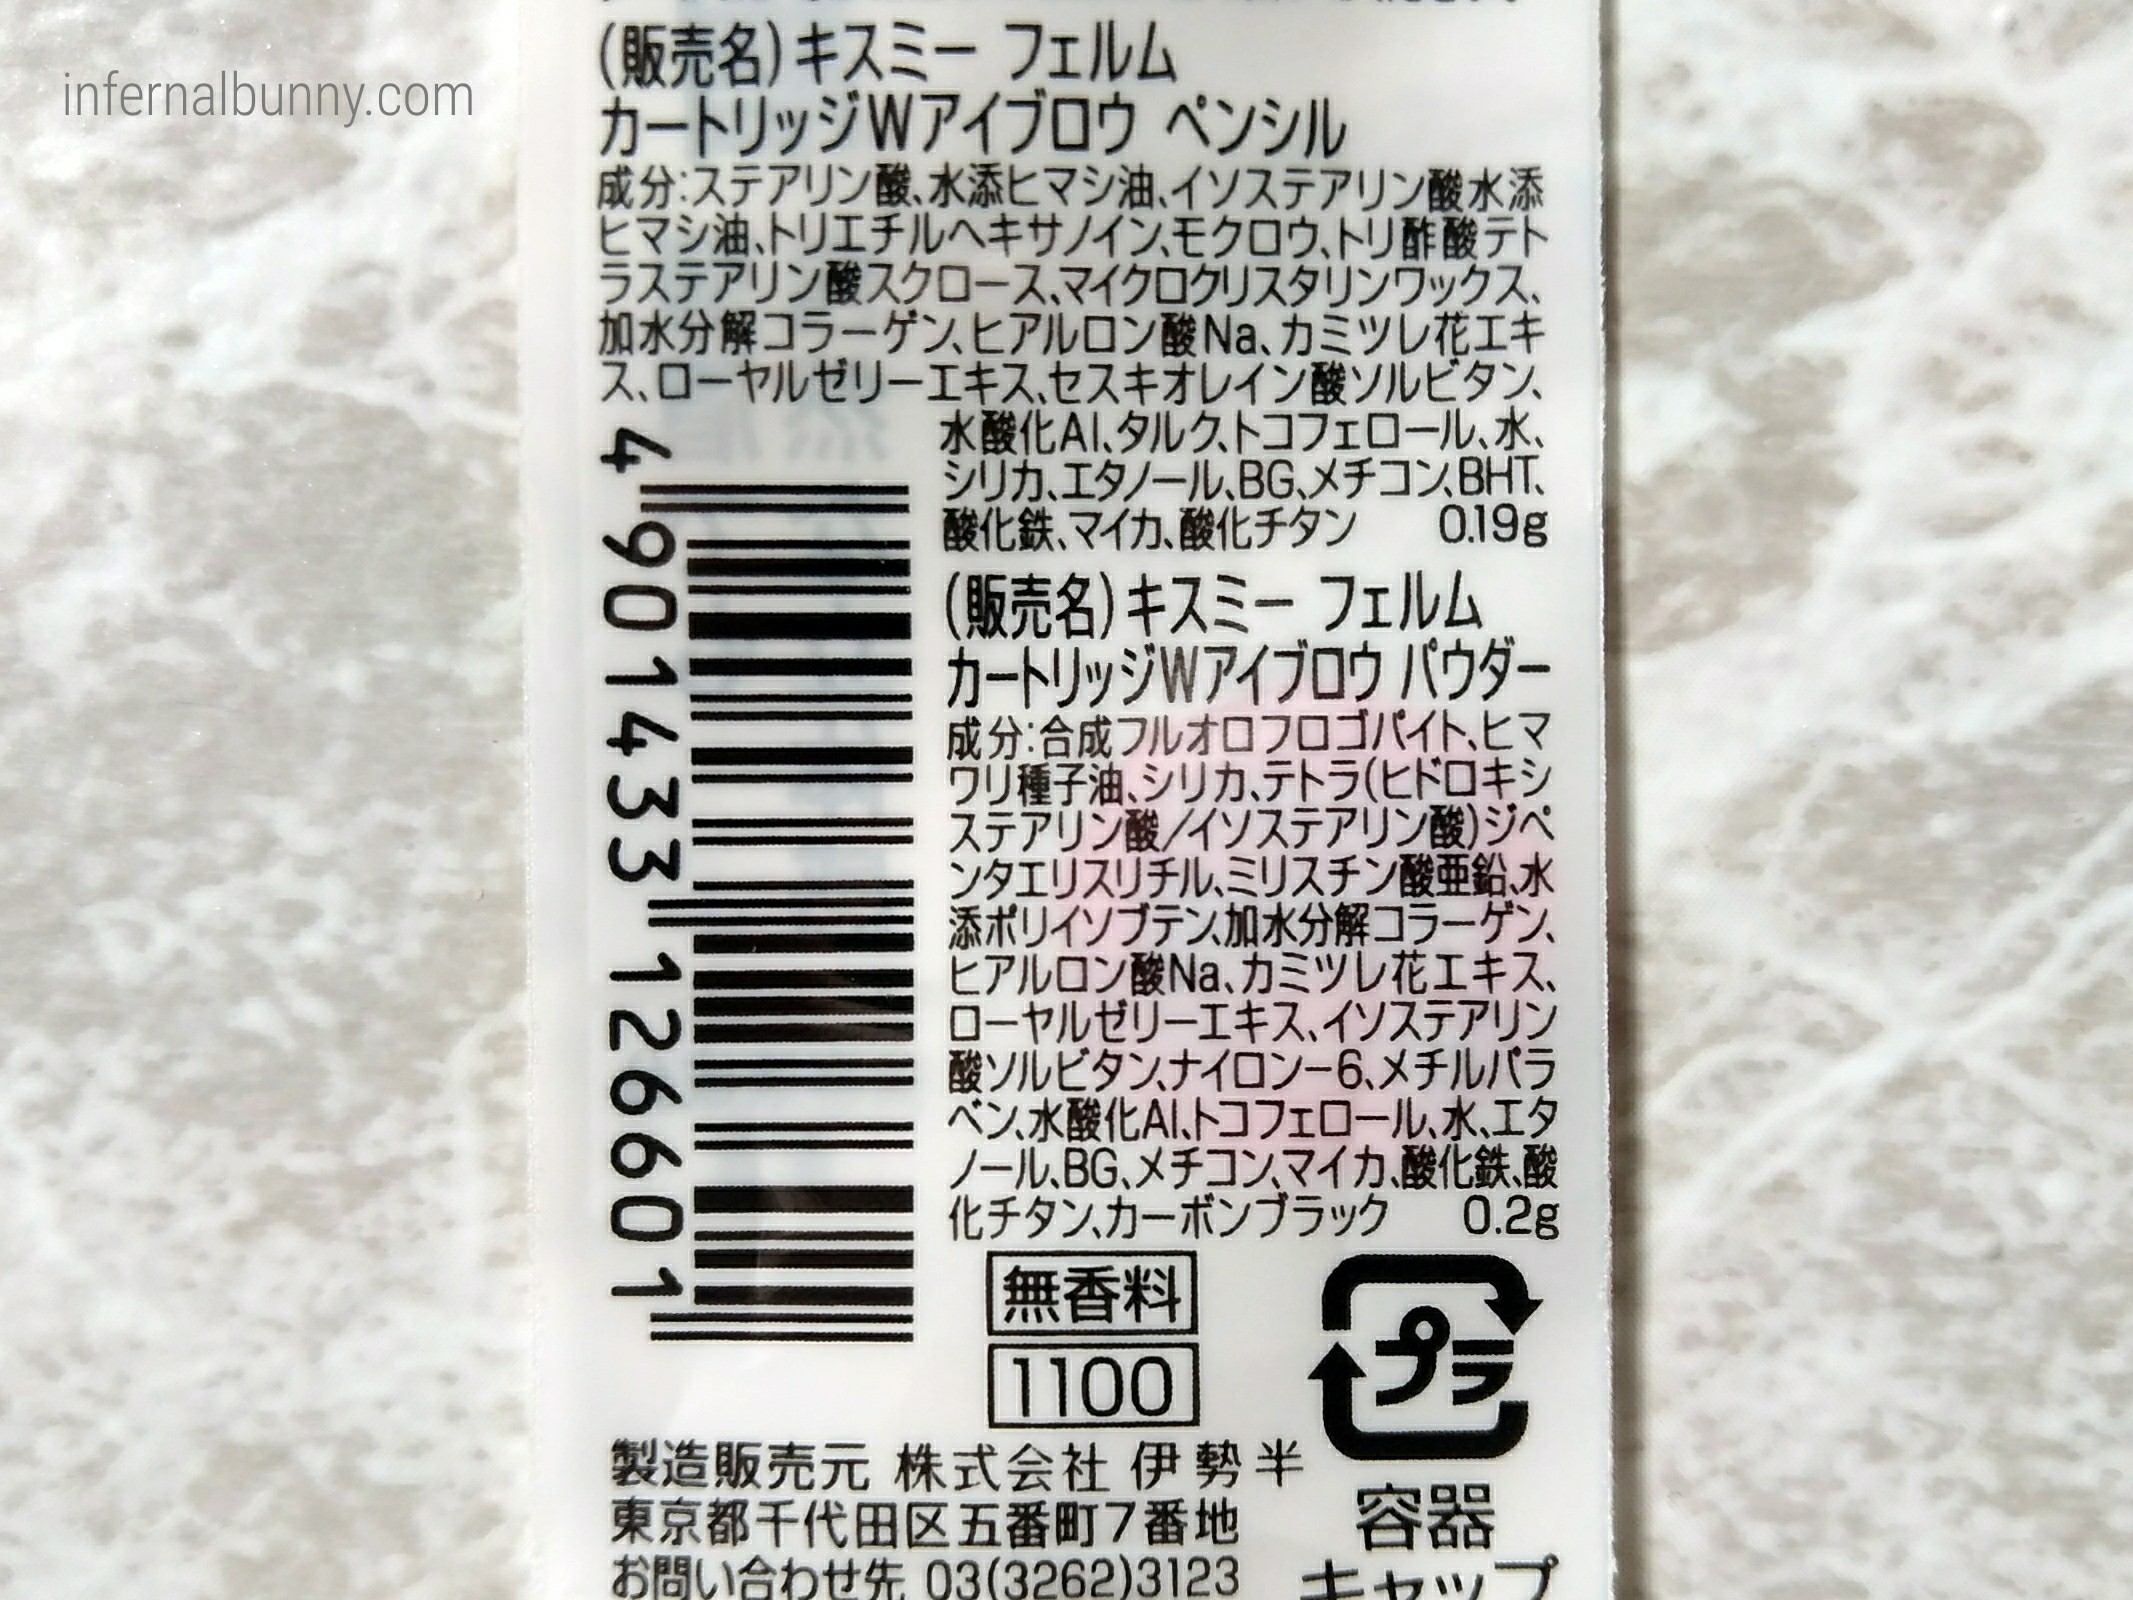 infernalbunny.com
(販売名)キスミー フェルム
カートリッジWアイブロウ ペンシル
成分:ステアリン酸、水添ヒマシ油、イソステアリン酸水添
ヒマシ油、トリエチルヘキサノイン、モクロウ、トリ酢酸テト
ラステアリン酸スクロース、マイクロクリスタリンワックス、
加水分解コラーゲン、ヒアルロン酸Na、カミツレ花エキ
ス、ローヤルゼリーエキス、セスキオレイン酸ソルビタン、
水酸化Al、タルク、トコフェロール、水、
シリカ、エタノール、BG、メチコン、BHT、
酸化鉄、マイカ、酸化チタン 0.19g
(販売名)キスミー フェルム
カートリッジWアイブロウ パウダー
成分:合成フルオロフロゴパイト、ヒマ
ワリ種子油、シリカ、テトラ(ヒドロキシ
ステアリン酸/イソステアリン酸)ジペ
ンタエリスリチル、ミリスチン酸亜鉛、水
添ポリイソブテン、加水分解コラーゲン、
ヒアルロン酸Na、カミツレ花エキス、
ローヤルゼリーエキス、イソステアリン
酸ソルビタン、ナイロン-6、メチルパラ
ベン、水酸化Al、トコフェロール、水、エタ
ノール、BG、メチコン、マイカ、酸化鉄、酸
化チタン、カーボンブラック 0.2g
4 901433 126601
無香料
1100
プラ
製造販売元 株式会社 伊勢半
東京都千代田区五番町7番地
お問い合わせ先 03(3262)3123
容器
キャップ